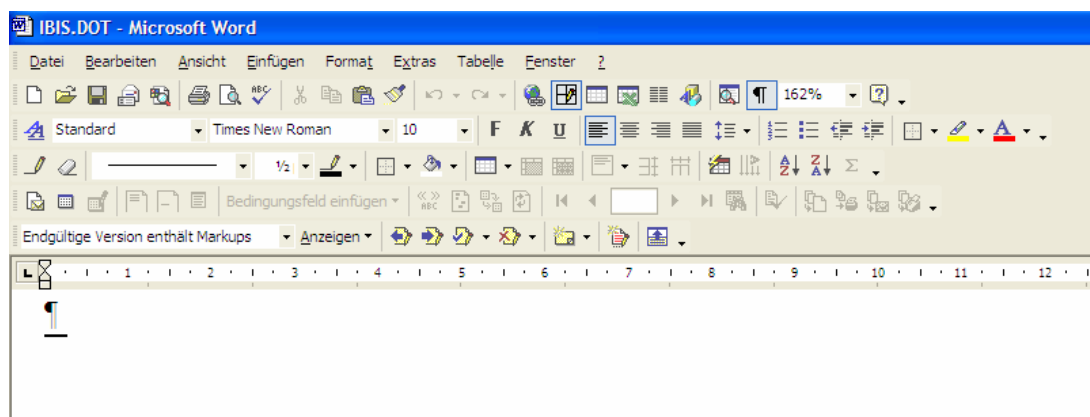 IBIS.DOT - Microsoft Word
Datei Bearbeiten Ansicht Einfügen Format Extras Tabelle Fenster ?
ABC 162% ?
Standard Times New Roman 10 F K U
½
Bedingungsfeld einfügen ABC
Endgültige Version enthält Markups Anzeigen
1 2 3 4 5 6 7 8 9 10 11 12
¶